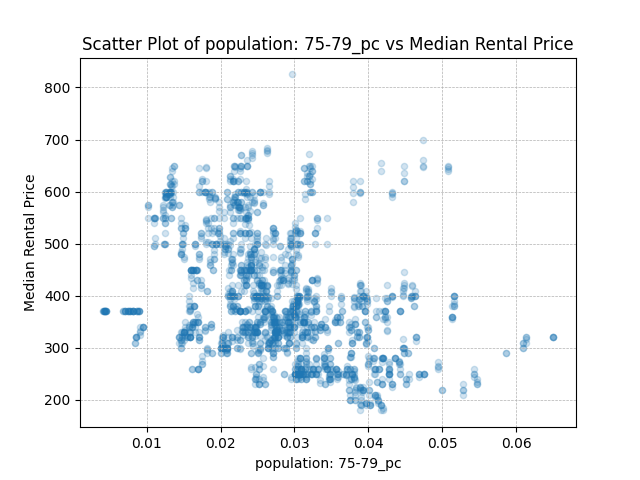 Scatter Plot of population: 75-79_pc vs Median Rental Price
800
700
600
500
400
300
200
Median Rental Price
0.01 0.02 0.03 0.04 0.05 0.06
population: 75-79_pc